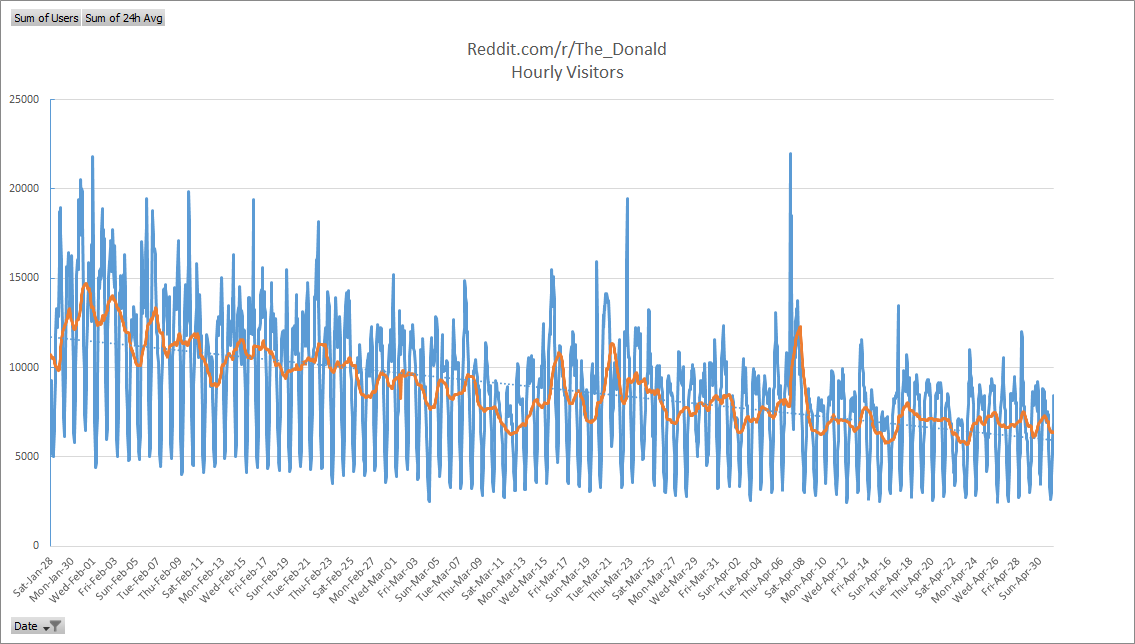 Sum of Users Sum of 24h Avg
Reddit.com/r/The_Donald
Hourly Visitors
25000
20000
15000
10000
5000
0
Sat-Jan-28
Mon-Jan-30
Wed-Feb-01
Fri-Feb-03
Sun-Feb-05
Tue-Feb-07
Thu-Feb-09
Sat-Feb-11
Mon-Feb-13
Wed-Feb-15
Fri-Feb-17
Sun-Feb-19
Tue-Feb-21
Thu-Feb-23
Sat-Feb-25
Mon-Feb-27
Wed-Mar-01
Fri-Mar-03
Sun-Mar-05
Tue-Mar-07
Thu-Mar-09
Sat-Mar-11
Mon-Mar-13
Wed-Mar-15
Fri-Mar-17
Sun-Mar-19
Tue-Mar-21
Thu-Mar-23
Sat-Mar-25
Mon-Mar-27
Wed-Mar-29
Fri-Mar-31
Sun-Apr-02
Tue-Apr-04
Thu-Apr-06
Sat-Apr-08
Mon-Apr-10
Wed-Apr-12
Fri-Apr-14
Sun-Apr-16
Tue-Apr-18
Thu-Apr-20
Sat-Apr-22
Mon-Apr-24
Wed-Apr-26
Fri-Apr-28
Sun-Apr-30
Date